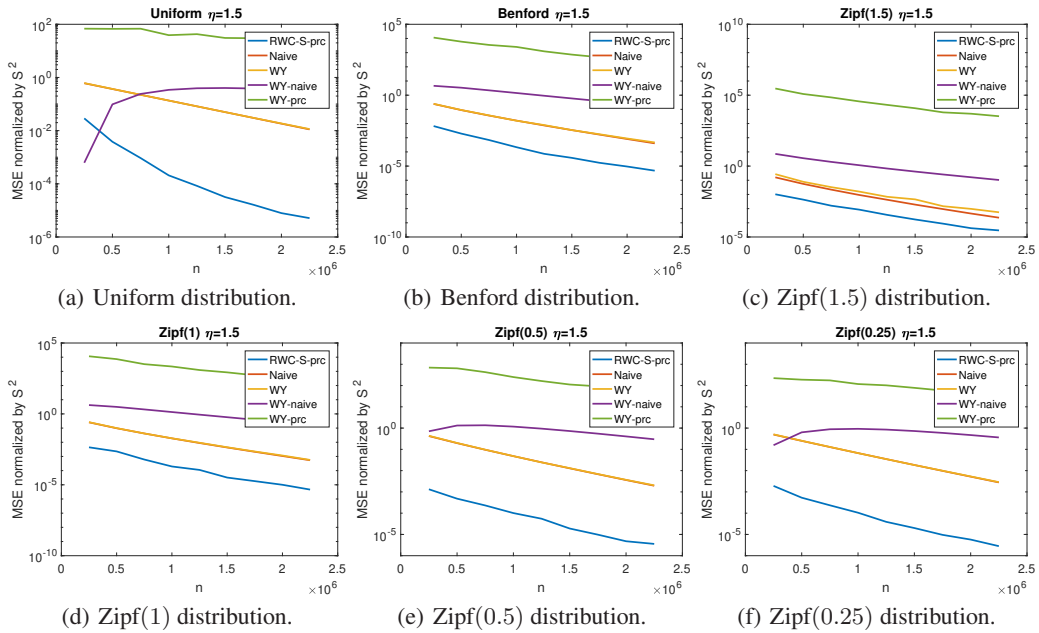 Uniform η=1.5
MSE normalized by S 2
10 2
10 0
10 -2
10 -4
10 -6
0 0.5 1 1.5 2 2.5
×10 6
n
RWC-S-prc
Naive
WY
WY-naive
WY-prc
(a) Uniform distribution.
Benford η=1.5
MSE normalized by S 2
10 5
10 0
10 -5
10 -10
0 0.5 1 1.5 2 2.5
×10 6
n
RWC-S-prc
Naive
WY
WY-naive
WY-prc
(b) Benford distribution.
Zipf(1.5) η=1.5
MSE normalized by S 2
10 10
10 5
10 0
10 -5
0 0.5 1 1.5 2 2.5
×10 6
n
RWC-S-prc
Naive
WY
WY-naive
WY-prc
(c) Zipf(1.5) distribution.
Zipf(1) η=1.5
MSE normalized by S 2
10 5
10 0
10 -5
10 -10
0 0.5 1 1.5 2 2.5
×10 6
n
RWC-S-prc
Naive
WY
WY-naive
WY-prc
(d) Zipf(1) distribution.
Zipf(0.5) η=1.5
MSE normalized by S 2
10 0
10 -5
0 0.5 1 1.5 2 2.5
×10 6
n
RWC-S-prc
Naive
WY
WY-naive
WY-prc
(e) Zipf(0.5) distribution.
Zipf(0.25) η=1.5
MSE normalized by S 2
10 0
10 -5
0 0.5 1 1.5 2 2.5
×10 6
n
RWC-S-prc
Naive
WY
WY-naive
WY-prc
(f) Zipf(0.25) distribution.